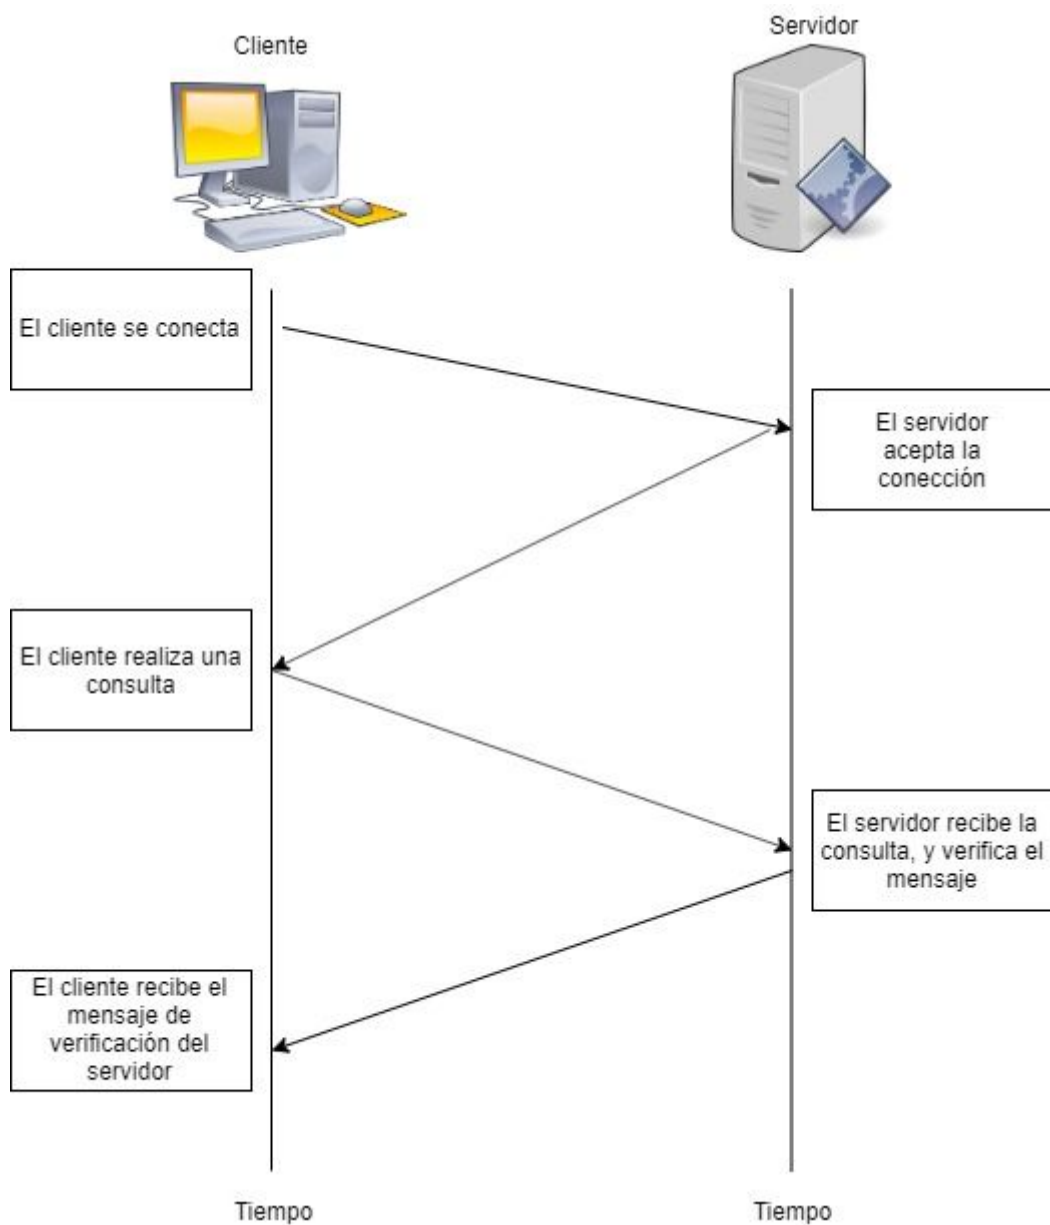 Cliente
Servidor
El cliente se conecta
El servidor
acepta la
conección
El cliente realiza una
consulta
El servidor recibe la
consulta, y verifica el
mensaje
El cliente recibe el
mensaje de
verificación del
servidor
Tiempo
Tiempo